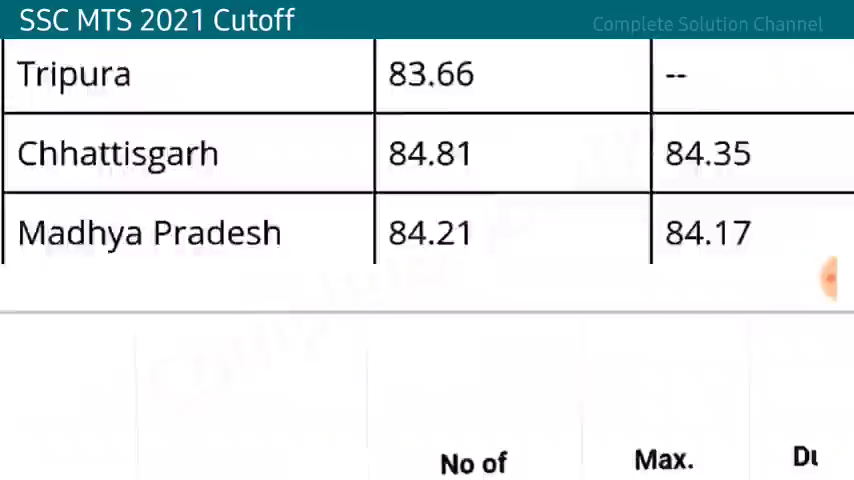 SSC MTS 2021 Cutoff
Complete Solution Channel
Tripura 83.66 --
Chhattisgarh 84.81 84.35
Madhya Pradesh 84.21 84.17
No of Max.